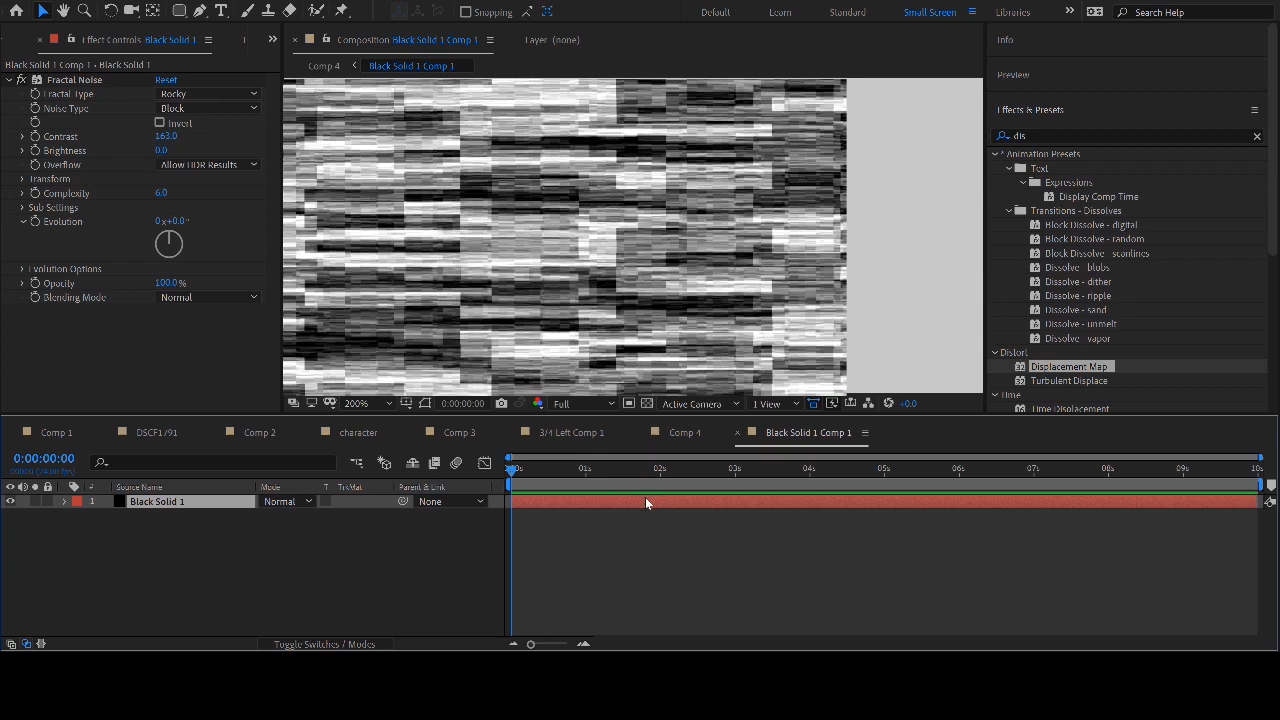 Snapping
Default
Learn
Standard
Small Screen
Libraries
Search Help
Effect Controls Black Solid 1
Composition Black Solid 1 Comp 1
Layer (none)
Info
Black Solid 1 Comp 1 • Black Solid 1
Comp 4
Black Solid 1 Comp 1
Preview
fx Fractal Noise Reset
Fractal Type Rocky
Noise Type Block
Invert
Contrast 163.0
Brightness 0.0
Overflow Allow HDR Results
Transform
Complexity 6.0
Sub Settings
Evolution 0x+0.0°
Evolution Options
Opacity 100.0 %
Blending Mode Normal
Effects & Presets
dis
Animation Presets
Text
Expressions
Display Comp Time
Transitions - Dissolves
Block Dissolve - digital
Block Dissolve - random
Block Dissolve - scanlines
Dissolve - blobs
Dissolve - dither
Dissolve - ripple
Dissolve - sand
Dissolve - unmelt
Dissolve - vapor
Distort
Displacement Map
Turbulent Displace
Time
Time Displacement
200%
0:00:00:00
Full
Active Camera
1 View
+0.0
Comp 1
DSCF1791
Comp 2
character
Comp 3
3/4 Left Comp 1
Comp 4
Black Solid 1 Comp 1
0:00:00:00
00000 (24.00 fps)
01s
02s
03s
04s
05s
06s
07s
08s
09s
10s
# Source Name Mode T TrkMat Parent & Link
1 Black Solid 1 Normal None
Toggle Switches / Modes